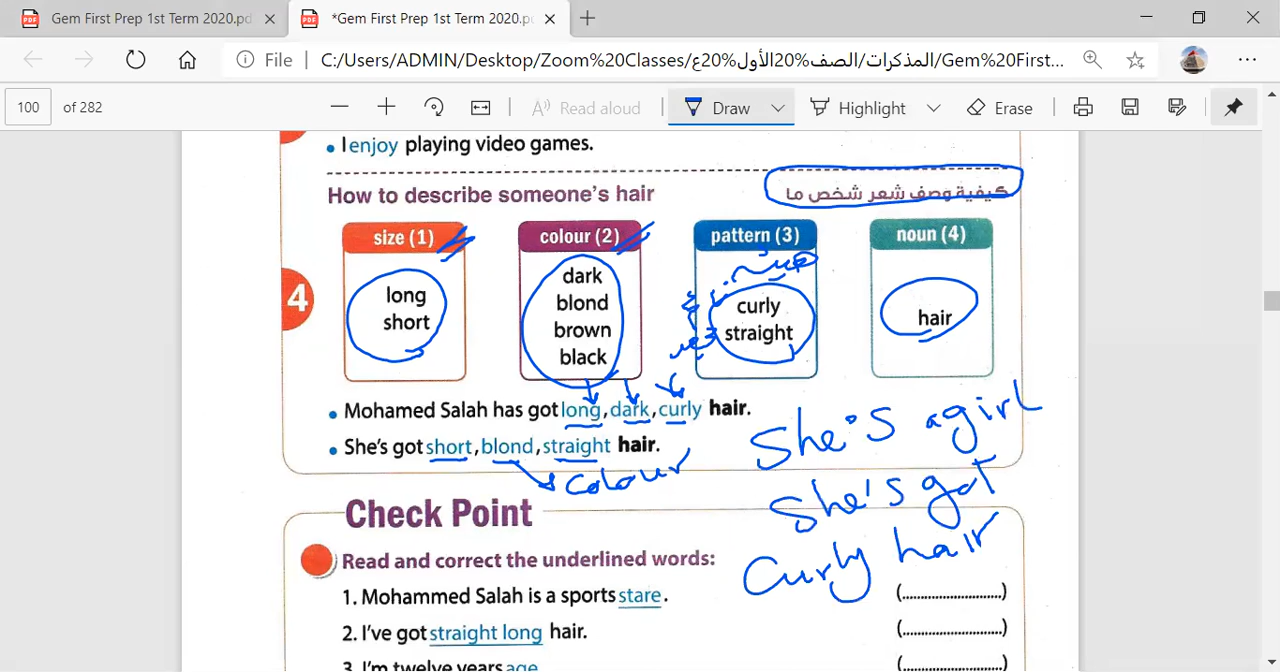 Gem First Prep 1st Term 2020.pd
*Gem First Prep 1st Term 2020.p
File
C:/Users/ADMIN/Desktop/Zoom%20Classes/المذكرات/الصف%20الأول%20ع/Gem%20First...
100 of 282
Read aloud
Draw
Highlight
Erase
• I enjoy playing video games.
How to describe someone's hair
كيفية وصف شعر شخص ما
4
size (1)
long
short
colour (2)
dark
blond
brown
black
pattern (3)
curly
straight
noun (4)
hair
• Mohamed Salah has got long, dark, curly hair.
• She's got short, blond, straight hair.
colour
She's a girl
She's got
Curly hair
Check Point
Read and correct the underlined words:
1. Mohammed Salah is a sports stare. (........................)
2. I've got straight long hair. (........................)
3. I'm twelve years age (........................)